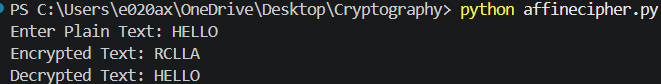 PS C:\Users\e020ax\OneDrive\Desktop\Cryptography> python affinecipher.py
Enter Plain Text: HELLO
Encrypted Text: RCLLA
Decrypted Text: HELLO